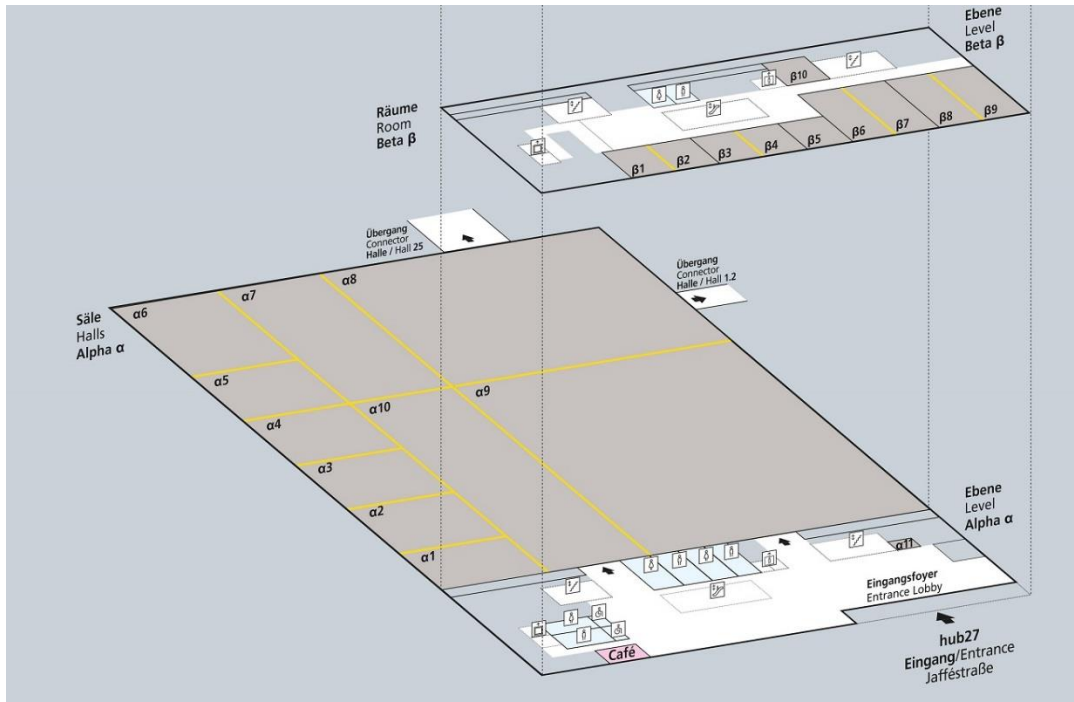 Ebene
Level
Beta β
Räume
Room
Beta β
β10
β1
β2
β3
β4
β5
β6
β7
β8
β9
Übergang
Connector
Halle / Hall 25
Übergang
Connector
Halle / Hall 1.2
Säle
Halls
Alpha α
α6
α7
α8
α5
α4
α10
α9
α3
α2
α1
Ebene
Level
Alpha α
α11
Eingangsfoyer
Entrance Lobby
Café
hub27
Eingang/Entrance
Jafféstraße